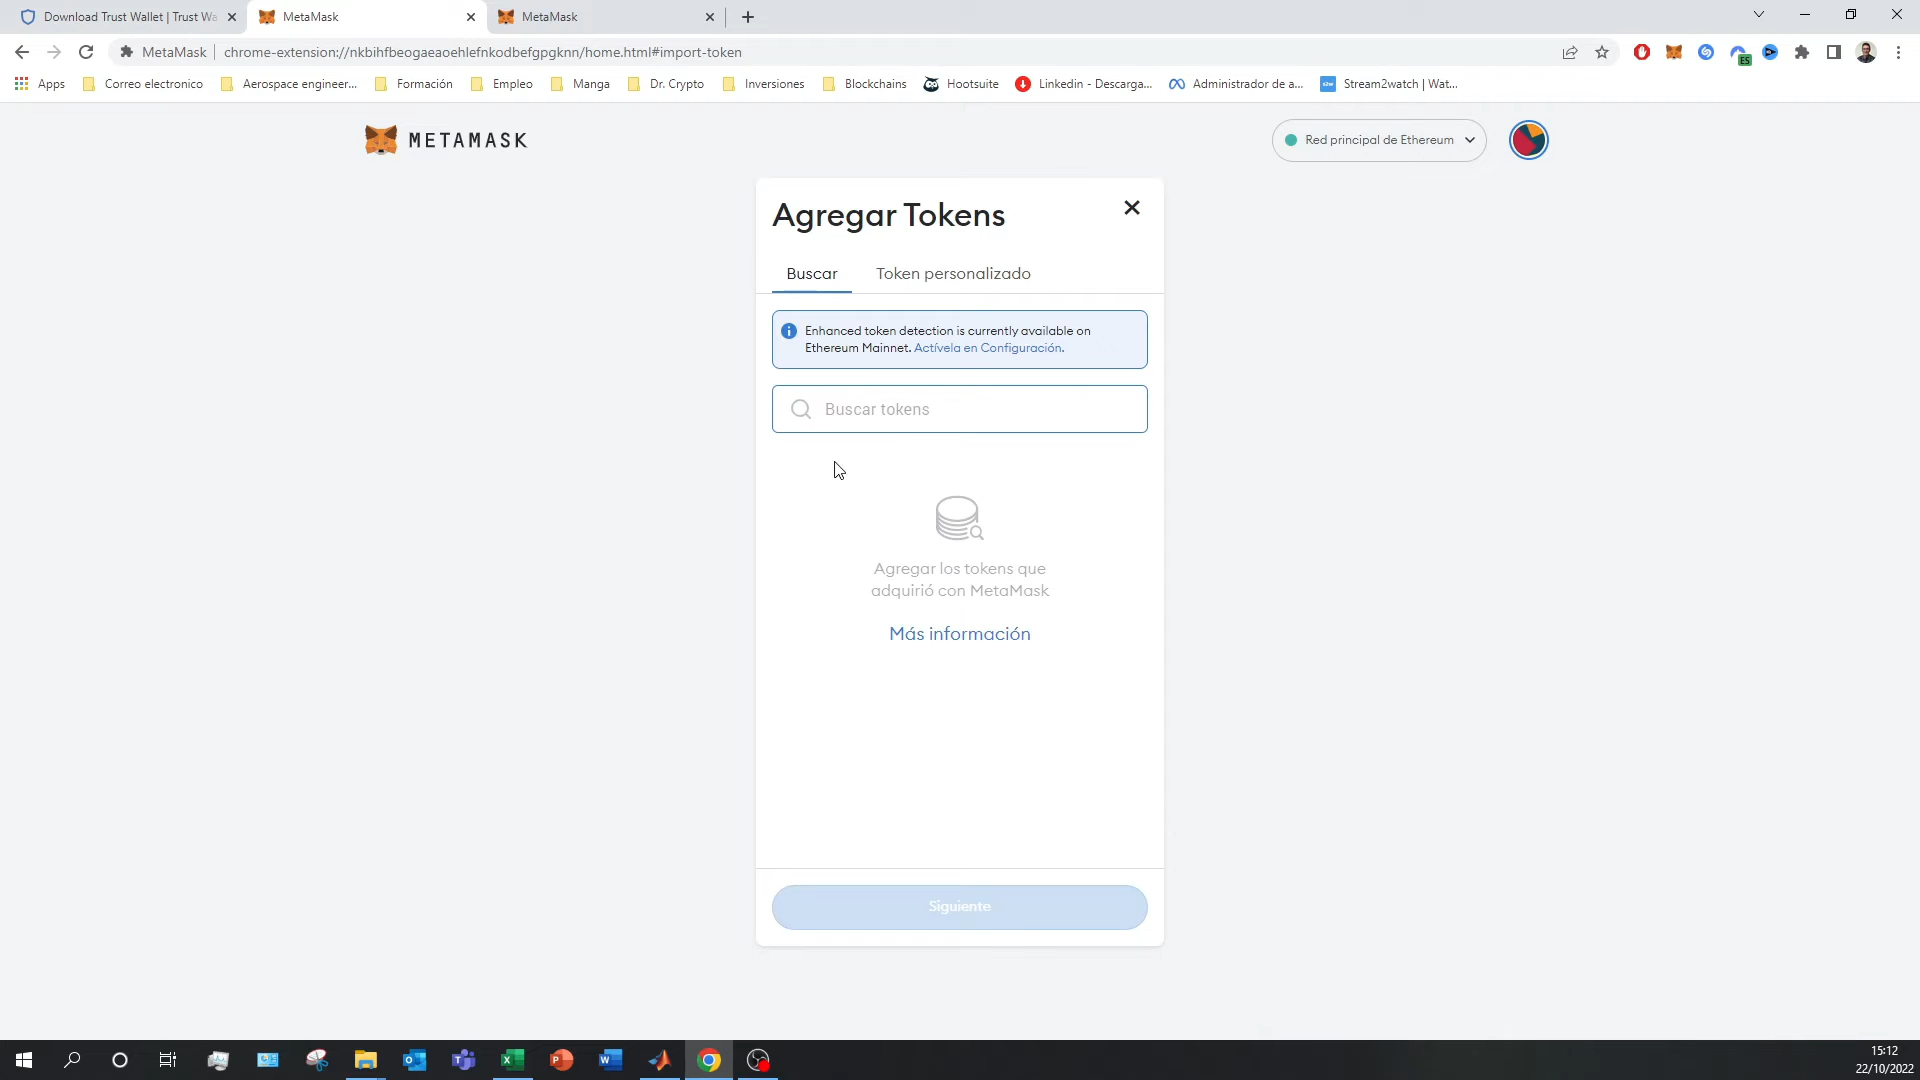 Download Trust Wallet | Trust Wa
MetaMask
MetaMask
MetaMask
chrome-extension://nkbihfbeogaeaoehlefnkodbefgpgknn/home.html#import-token
ES
Apps
Correo electronico
Aerospace engineer...
Formación
Empleo
Manga
Dr. Crypto
Inversiones
Blockchains
Hootsuite
Linkedin - Descarga...
Administrador de a...
Stream2watch | Wat...
METAMASK
Red principal de Ethereum
Agregar Tokens
Buscar
Token personalizado
Enhanced token detection is currently available on
Ethereum Mainnet. Actívela en Configuración.
Buscar tokens
Agregar los tokens que
adquirió con MetaMask
Más información
Siguiente
15:12
22/10/2022